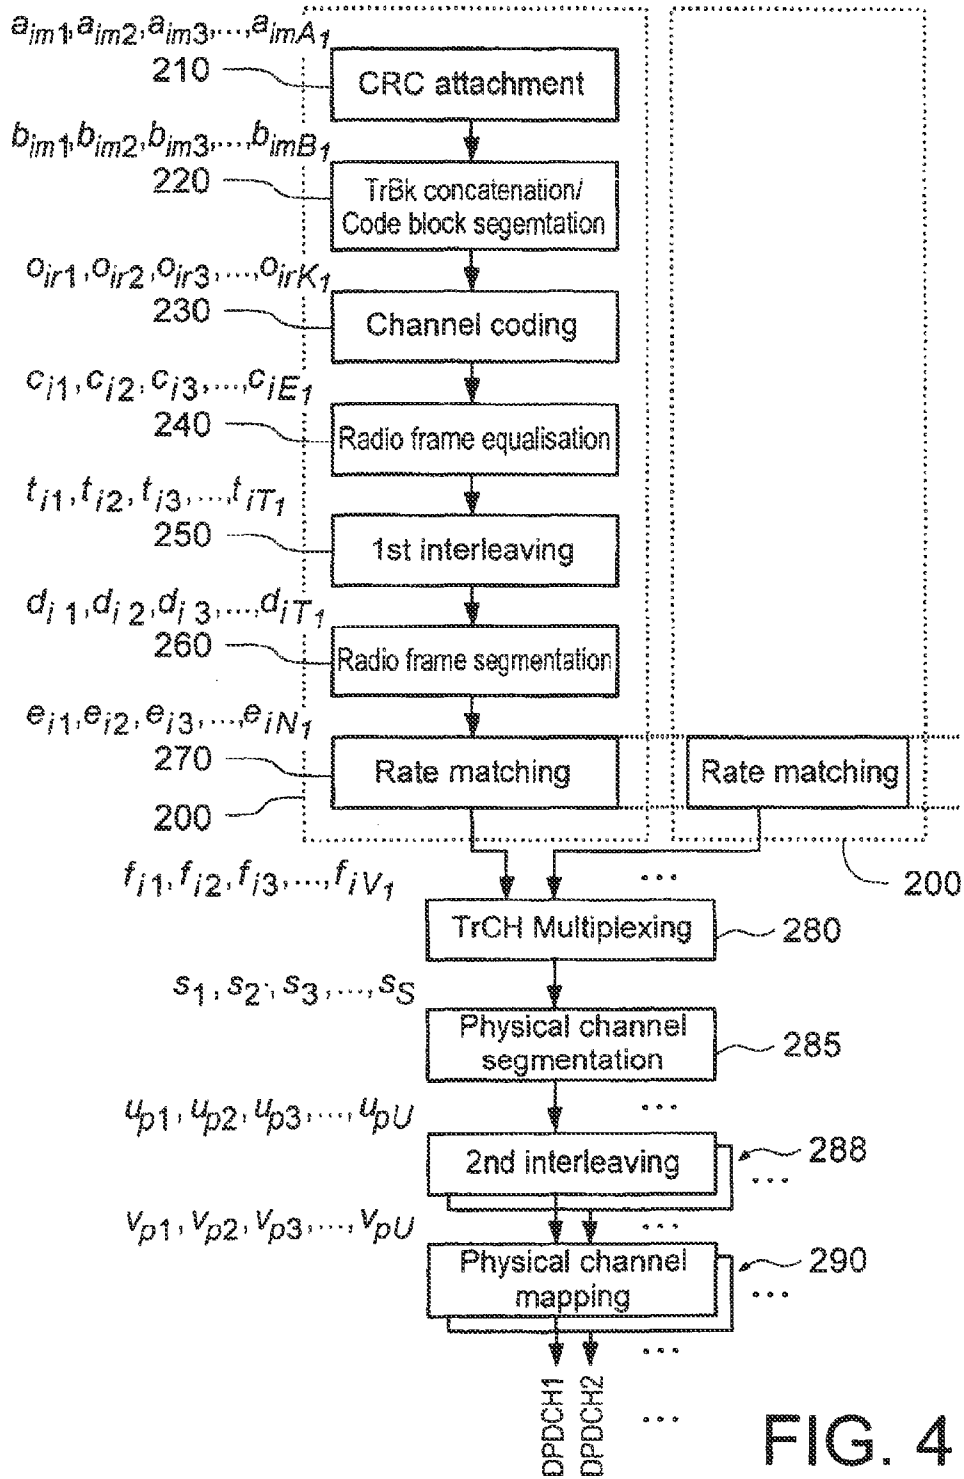 a_im1, a_im2, a_im3, ..., a_imA1
210
CRC attachment
b_im1, b_im2, b_im3, ..., b_imB1
220
TrBk concatenation/
Code block segemtation
o_ir1, o_ir2, o_ir3, ..., o_irK1
230
Channel coding
c_i1, c_i2, c_i3, ..., c_iE1
240
Radio frame equalisation
t_i1, t_i2, t_i3, ..., t_iT1
250
1st interleaving
d_i1, d_i2, d_i3, ..., d_iT1
260
Radio frame segmentation
e_i1, e_i2, e_i3, ..., e_iN1
270
Rate matching
Rate matching
200
200
f_i1, f_i2, f_i3, ..., f_iV1
...
TrCH Multiplexing
280
s_1, s_2, s_3, ..., s_S
Physical channel
segmentation
285
u_p1, u_p2, u_p3, ..., u_pU
...
2nd interleaving
288
...
v_p1, v_p2, v_p3, ..., v_pU
...
Physical channel
mapping
290
...
...
DPDCH1
DPDCH2
...
FIG. 4